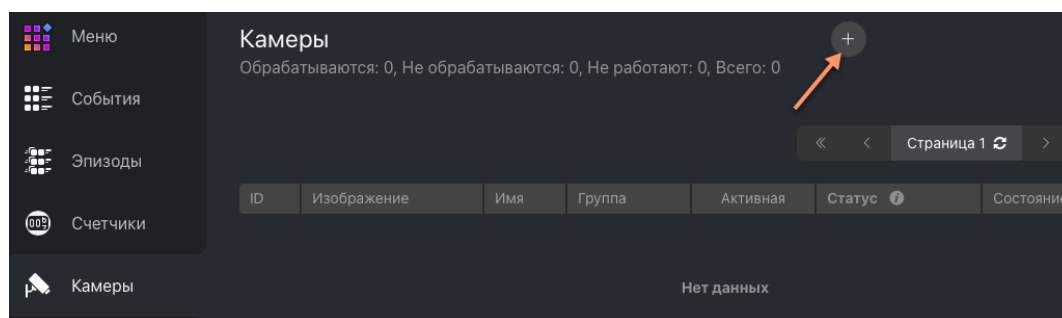 Меню
События
Эпизоды
Счетчики
Камеры
Камеры
Обрабатываются: 0, Не обрабатываются: 0, Не работают: 0, Всего: 0
Страница 1
ID Изображение Имя Группа Активная Статус Состояние
Нет данных